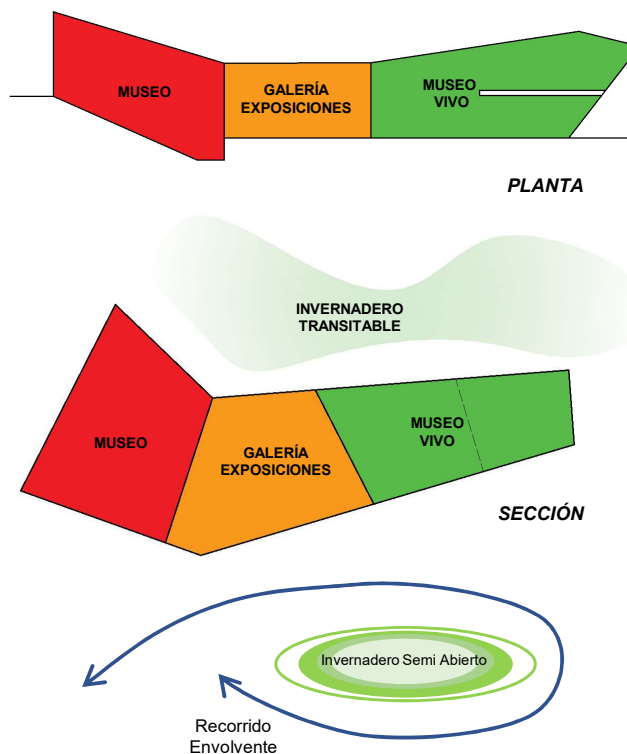 MUSEO
GALERÍA
EXPOSICIONES
MUSEO
VIVO
PLANTA
INVERNADERO
TRANSITABLE
MUSEO
GALERÍA
EXPOSICIONES
MUSEO
VIVO
SECCIÓN
Invernadero Semi Abierto
Recorrido
Envolvente